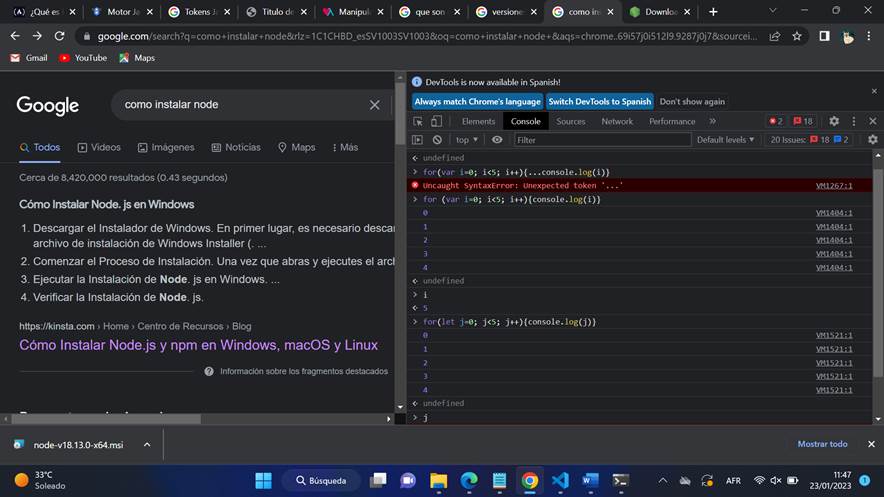 ¿Qué es
Motor Ja
Tokens Ja
Titulo de
Manipula
que son
versiones
como ins
Downloa
google.com/search?q=como+instalar+node&rlz=1C1CHBD_esSV1003SV1003&oq=como+instalar+node+&aqs=chrome..69i57j0i512l9.9287j0j7&sourcei...
Gmail
YouTube
Maps
Google
como instalar node
Todos
Videos
Imágenes
Noticias
Maps
Más
Cerca de 8,420,000 resultados (0.43 segundos)
Cómo Instalar Node. js en Windows
1. Descargar el Instalador de Windows. En primer lugar, es necesario desca
archivo de instalación de Windows Installer (. ...
2. Comenzar el Proceso de Instalación. Una vez que abras y ejecutes el arc
3. Ejecutar la Instalación de Node. js en Windows. ...
4. Verificar la Instalación de Node. js.
https://kinsta.com › Home › Centro de Recursos › Blog
Cómo Instalar Node.js y npm en Windows, macOS y Linux
Información sobre los fragmentos destacados
DevTools is now available in Spanish!
Always match Chrome's language
Switch DevTools to Spanish
Don't show again
Elements
Console
Sources
Network
Performance
2
18
top
Filter
Default levels
20 Issues:
18
2
undefined
for(var i=0; i<5; i++){...console.log(i)}
Uncaught SyntaxError: Unexpected token '...' VM1267:1
for (var i=0; i<5; i++){console.log(i)}
0 VM1404:1
1 VM1404:1
2 VM1404:1
3 VM1404:1
4 VM1404:1
undefined
i
5
for(let j=0; j<5; j++){console.log(j)}
0 VM1521:1
1 VM1521:1
2 VM1521:1
3 VM1521:1
4 VM1521:1
undefined
j
node-v18.13.0-x64.msi
Mostrar todo
33°C
Soleado
Búsqueda
AFR
11:47
23/01/2023
1